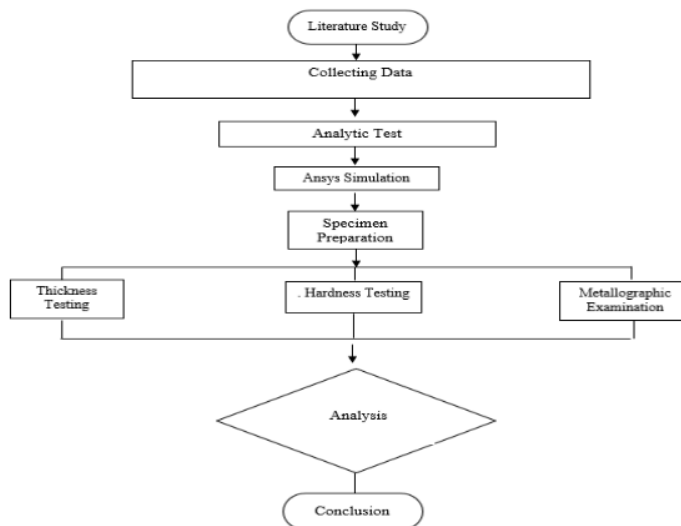 Literature Study
Collecting Data
Analytic Test
Ansys Simulation
Specimen
Preparation
Thickness
Testing
. Hardness Testing
Metallographic
Examination
Analysis
Conclusion